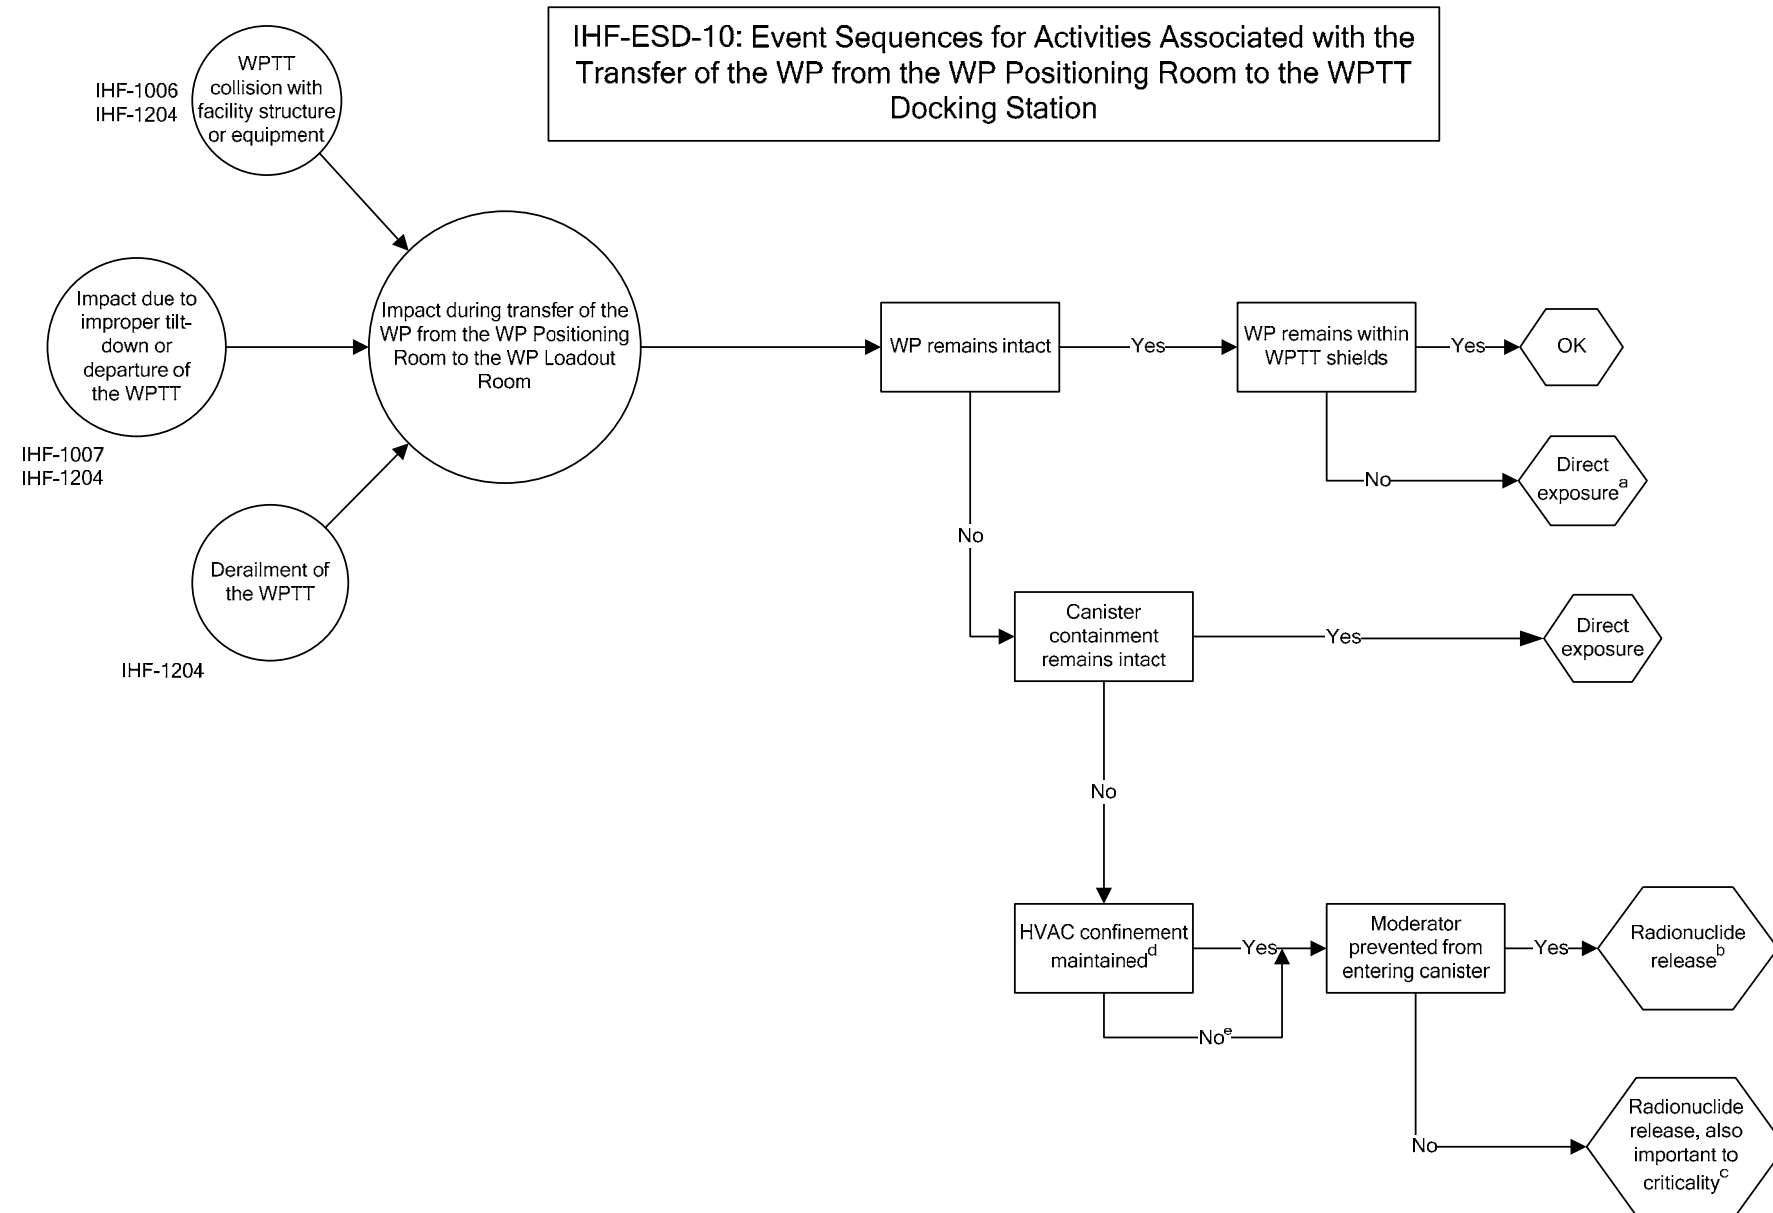 IHF-ESD-10: Event Sequences for Activities Associated with the
Transfer of the WP from the WP Positioning Room to the WPTT
Docking Station
IHF-1006
IHF-1204
WPTT
collision with
facility structure
or equipment
Impact due to
improper tilt-
down or
departure of
the WPTT
IHF-1007
IHF-1204
Derailment of
the WPTT
IHF-1204
Impact during transfer of the
WP from the WP Positioning
Room to the WP Loadout
Room
WP remains intact
Yes
WP remains within
WPTT shields
Yes
OK
No
Direct
exposure^a
No
Canister
containment
remains intact
Yes
Direct
exposure
No
HVAC confinement
maintained^d
Yes
No^e
Moderator
prevented from
entering canister
Yes
Radionuclide
release^b
No
Radionuclide
release, also
important to
criticality^c